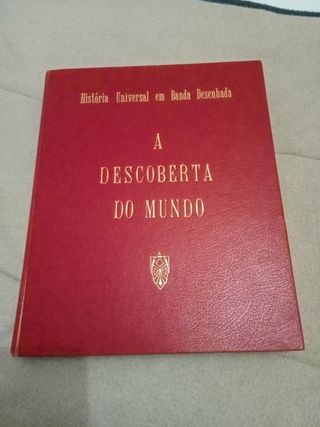 História Universal em Banda Desenhada
A
DESCOBERTA
DO MUNDO